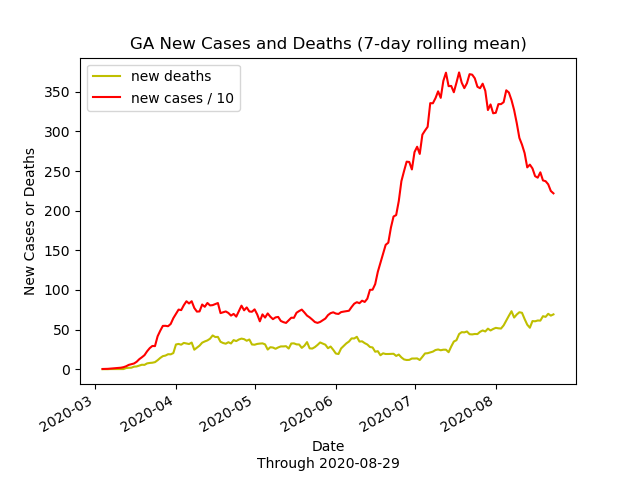 GA New Cases and Deaths (7-day rolling mean)
new deaths
new cases / 10
New Cases or Deaths
350
300
250
200
150
100
50
0
2020-03
2020-04
2020-05
2020-06
2020-07
2020-08
Date
Through 2020-08-29